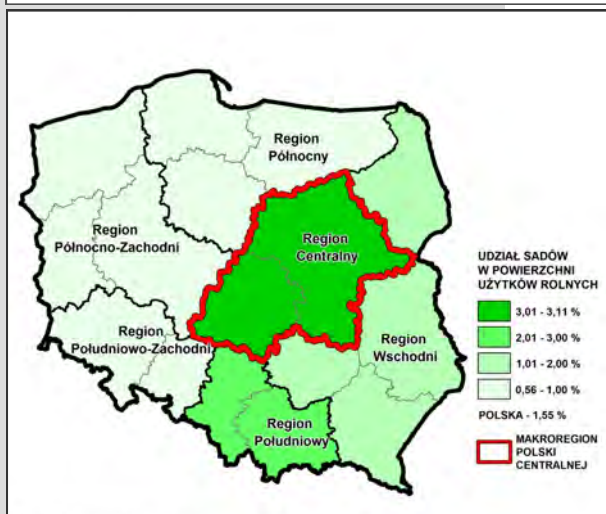 Region
Północny
Region
Północno-Zachodni
Region
Centralny
Region
Południowo-Zachodni
Region
Wschodni
Region
Południowy
UDZIAŁ SADÓW
W POWIERZCHNI
UŻYTKÓW ROLNYCH
3,01 - 3,11 %
2,01 - 3,00 %
1,01 - 2,00 %
0,56 - 1,00 %
POLSKA - 1,55 %
MAKROREGION
POLSKI
CENTRALNEJ